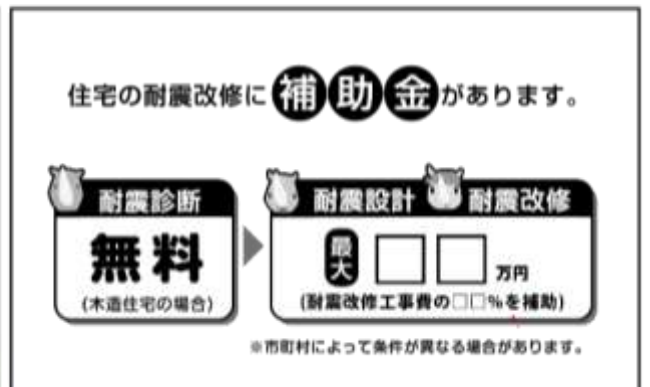 住宅の耐震改修に補助金があります。
耐震診断
無料
(木造住宅の場合)
耐震設計 耐震改修
最大 □□ 万円
(耐震改修工事費の□□%を補助)
※市町村によって条件が異なる場合があります。